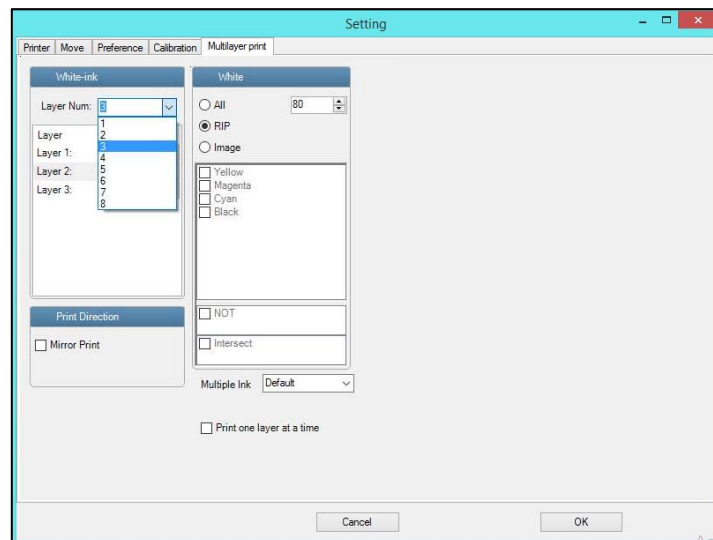 Setting
Printer Move Preference Calibration Multilayer print
White-ink
Layer Num: 3
1
2
3
4
5
6
7
8
Layer
Layer 1:
Layer 2:
Layer 3:
Print Direction
Mirror Print
White
All 80
RIP
Image
Yellow
Magenta
Cyan
Black
NOT
Intersect
Multiple Ink Default
Print one layer at a time
Cancel OK